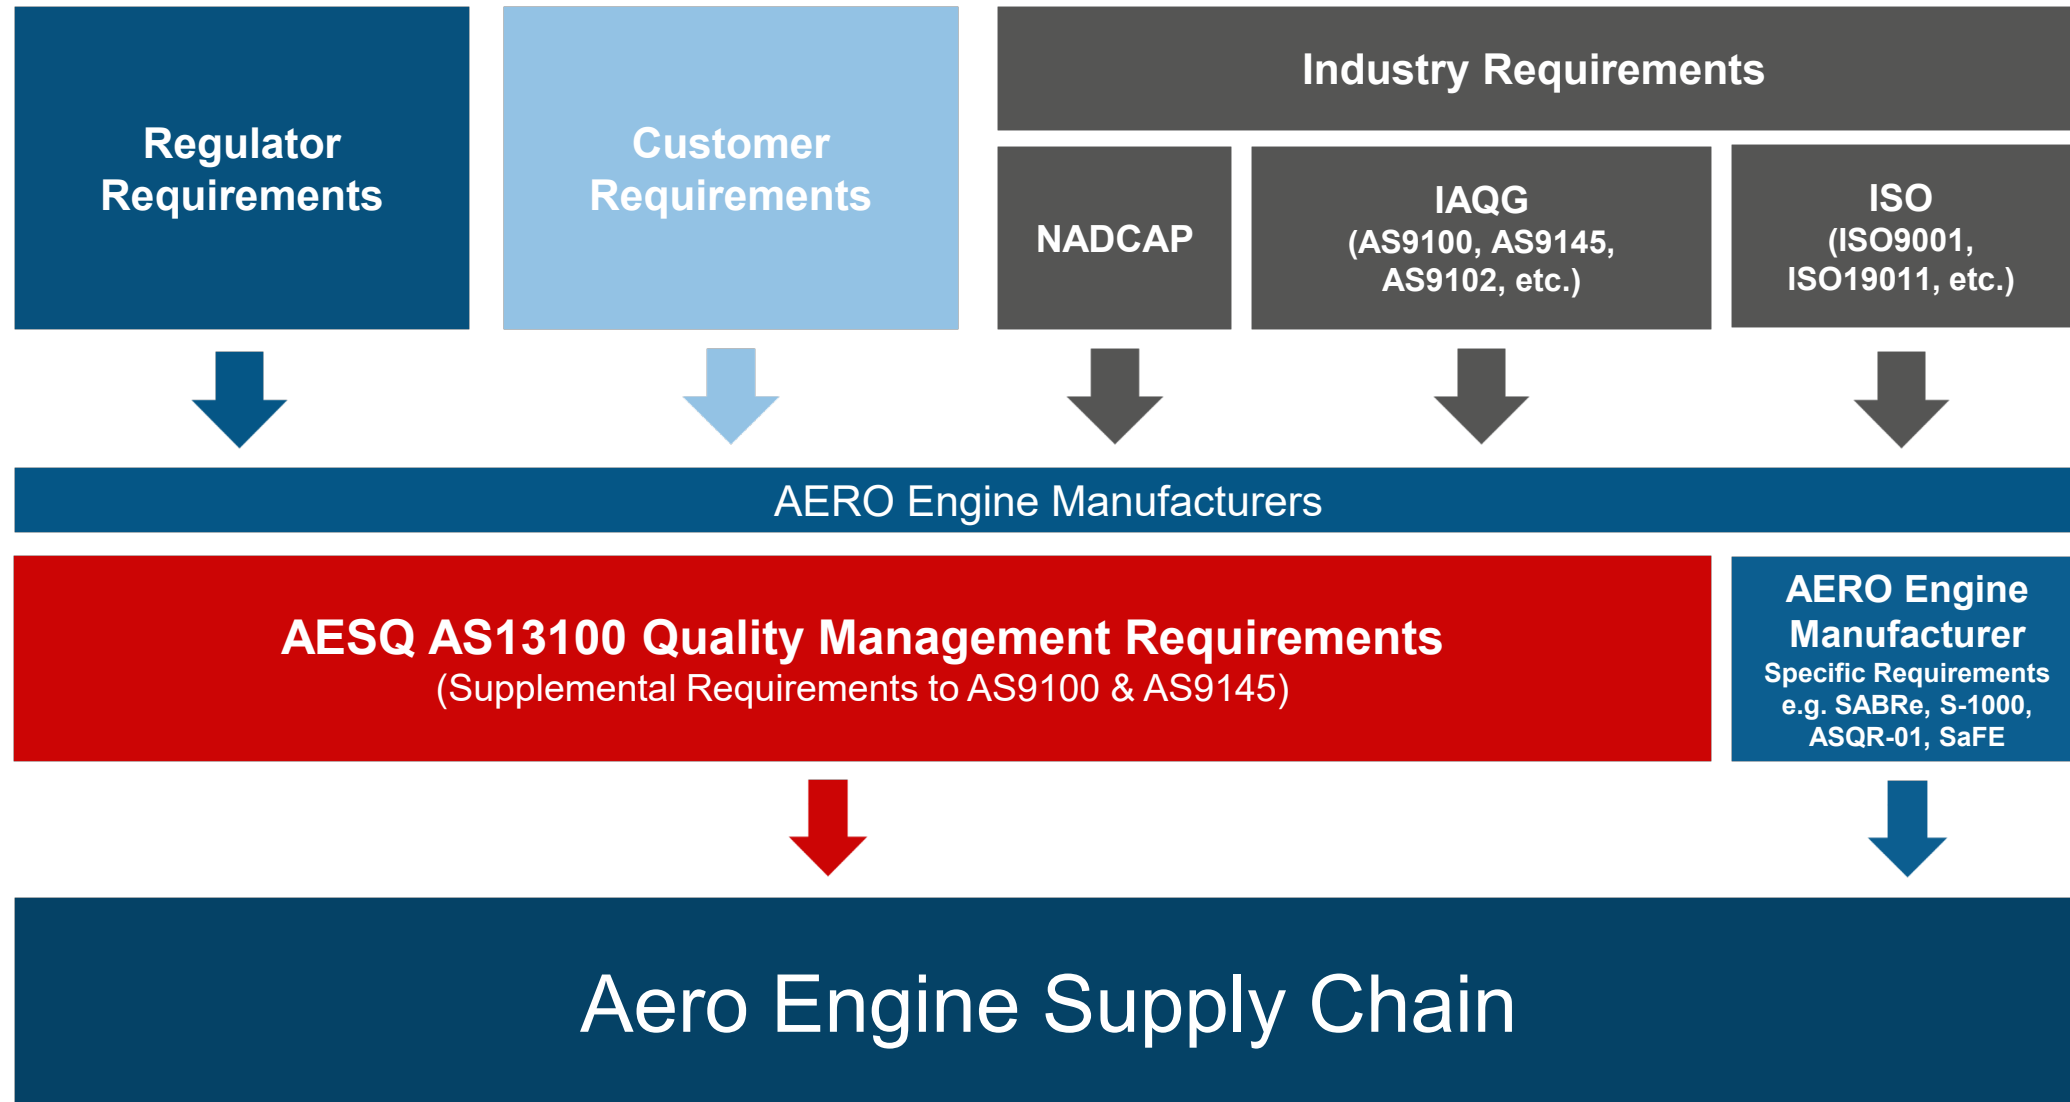 Regulator
Requirements
Customer
Requirements
Industry Requirements
NADCAP
IAQG
(AS9100, AS9145,
AS9102, etc.)
ISO
(ISO9001,
ISO19011, etc.)
AERO Engine Manufacturers
AESQ AS13100 Quality Management Requirements
(Supplemental Requirements to AS9100 & AS9145)
AERO Engine
Manufacturer
Specific Requirements
e.g. SABRe, S-1000,
ASQR-01, SaFE
Aero Engine Supply Chain